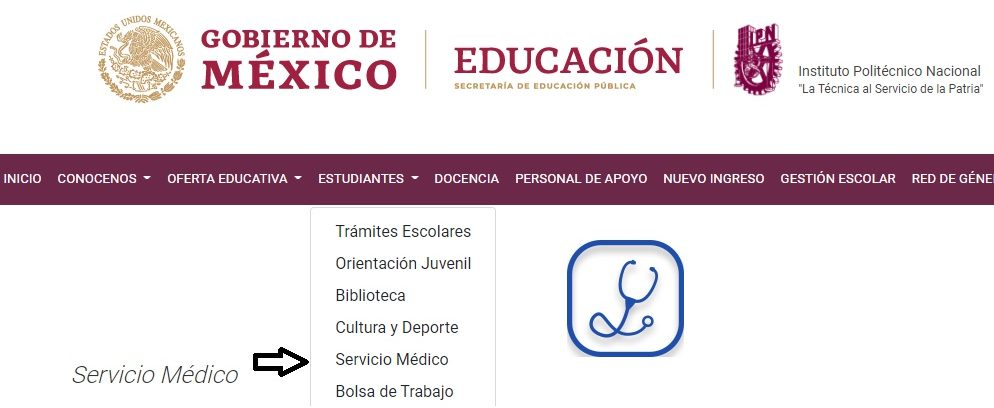 ESTADOS UNIDOS MEXICANOS
GOBIERNO DE
MÉXICO
EDUCACIÓN
SECRETARÍA DE EDUCACIÓN PÚBLICA
IPN
Instituto Politécnico Nacional
"La Técnica al Servicio de la Patria"
INICIO CONOCENOS OFERTA EDUCATIVA ESTUDIANTES DOCENCIA PERSONAL DE APOYO NUEVO INGRESO GESTIÓN ESCOLAR RED DE GÉNE
Trámites Escolares
Orientación Juvenil
Biblioteca
Cultura y Deporte
Servicio Médico
Servicio Médico
Bolsa de Trabajo